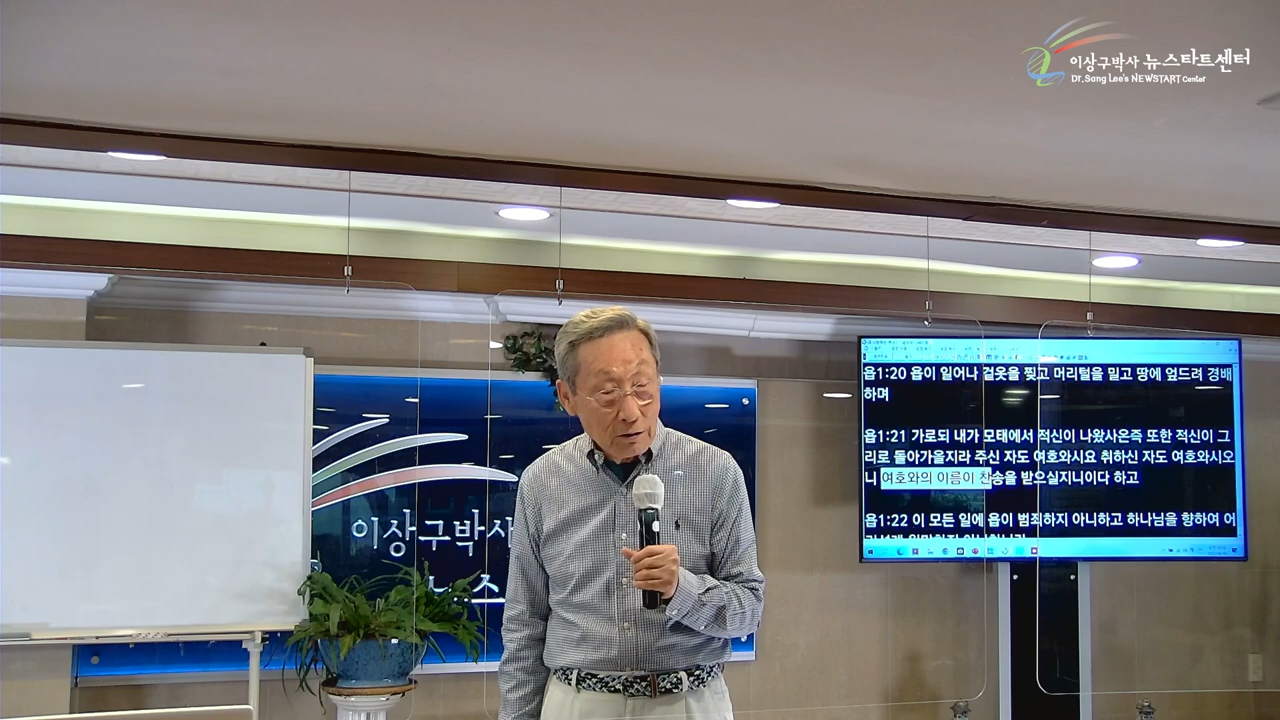 이상구박사 뉴스타트센터
Dr. Sang Lee's NEWSTART Center
욥1:20 욥이 일어나 겉옷을 찢고 머리털을 밀고 땅에 엎드려 경배
하며
욥1:21 가로되 내가 모태에서 적신이 나왔사온즉 또한 적신이 그
리로 돌아가올지라 주신 자도 여호와시요 취하신 자도 여호와시오
니 여호와의 이름이 찬송을 받으실지니이다 하고
욥1:22 이 모든 일에 욥이 범죄하지 아니하고 하나님을 향하여 어
이상구박사
뉴스